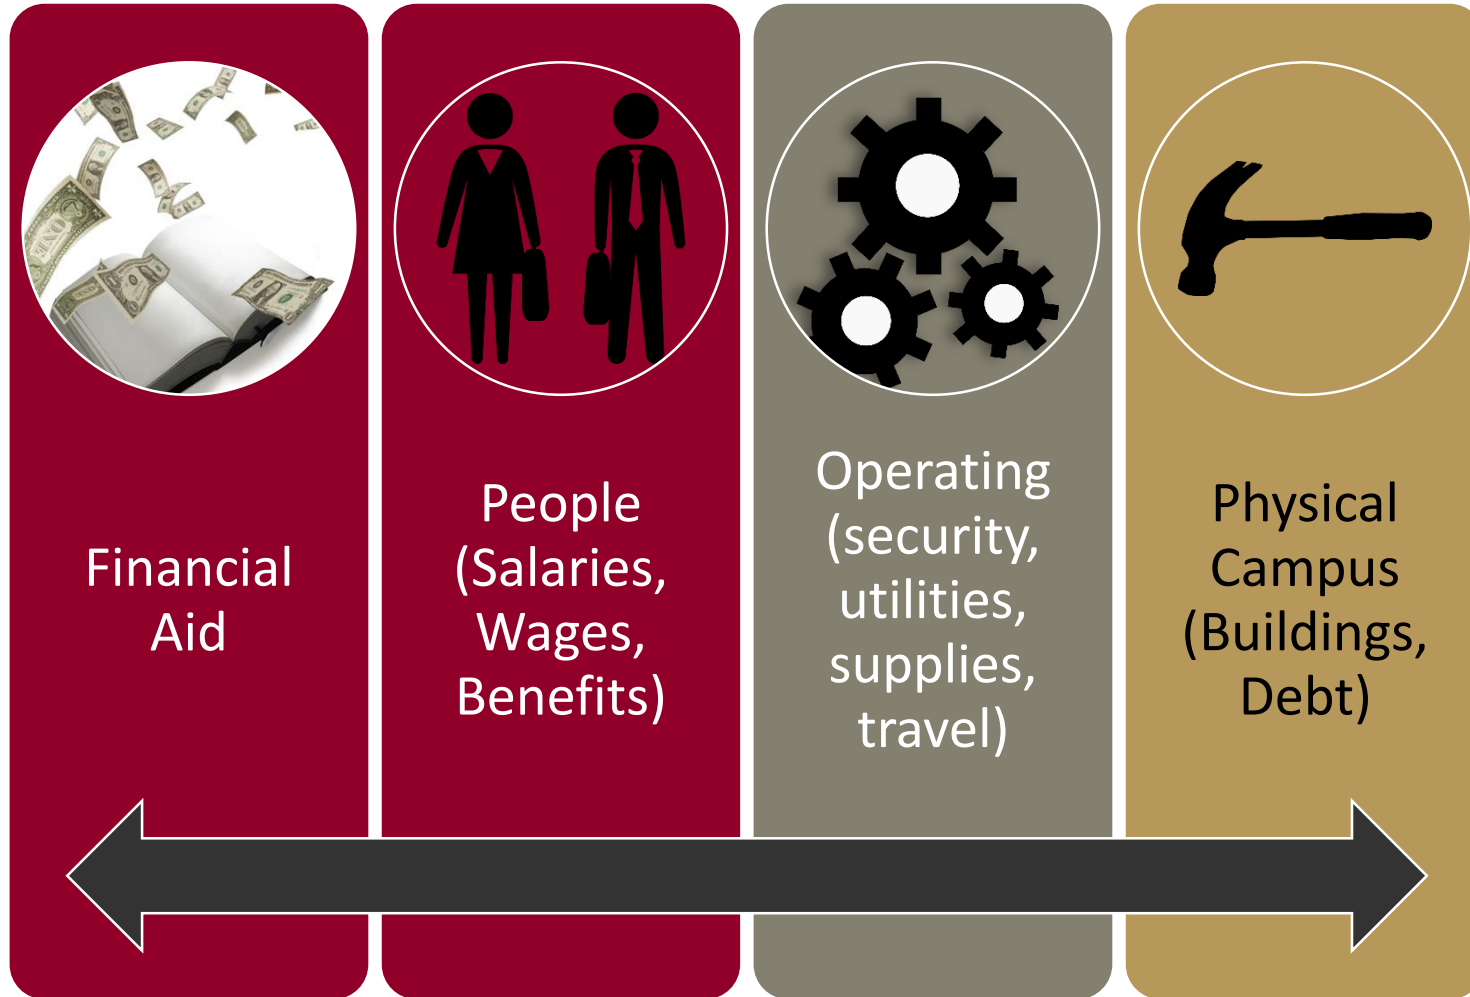 Financial
Aid
People
(Salaries,
Wages,
Benefits)
Operating
(security,
utilities,
supplies,
travel)
Physical
Campus
(Buildings,
Debt)